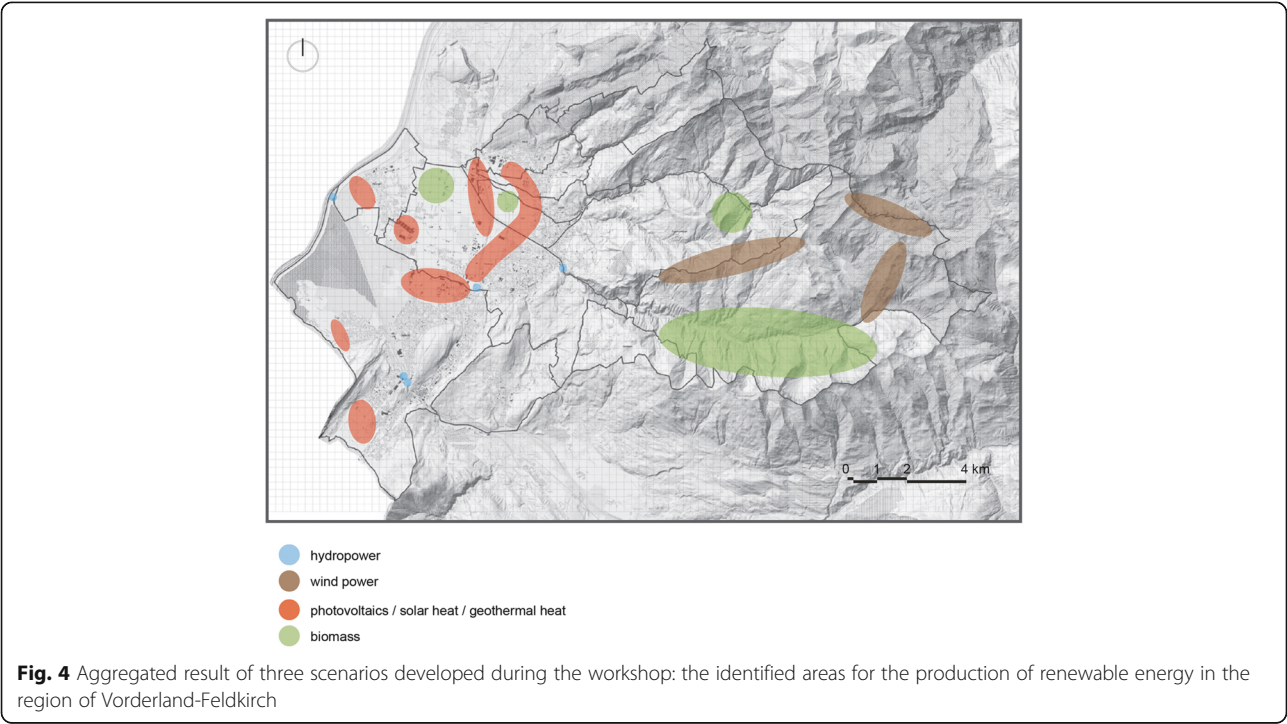 0 1 2 4 km
hydropower
wind power
photovoltaics / solar heat / geothermal heat
biomass
Fig. 4 Aggregated result of three scenarios developed during the workshop: the identified areas for the production of renewable energy in the
region of Vorderland-Feldkirch